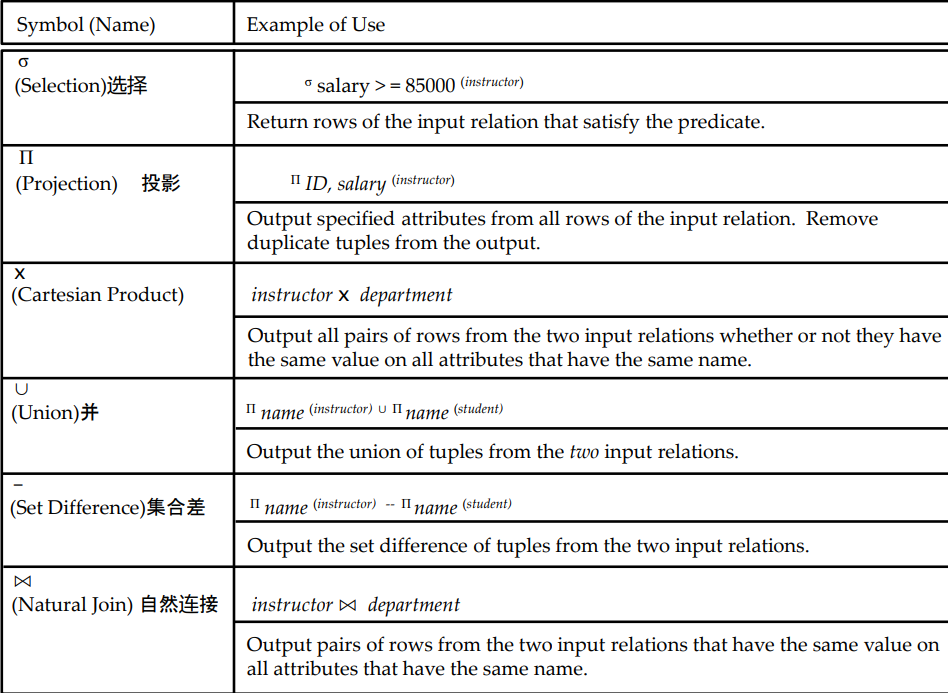 Symbol (Name) Example of Use
σ
(Selection)选择 σ salary > = 85000 (instructor)
Return rows of the input relation that satisfy the predicate.
Π
(Projection) 投影 Π ID, salary (instructor)
Output specified attributes from all rows of the input relation. Remove
duplicate tuples from the output.
x
(Cartesian Product) instructor x department
Output all pairs of rows from the two input relations whether or not they have
the same value on all attributes that have the same name.
∪
(Union)并 Π name (instructor) ∪ Π name (student)
Output the union of tuples from the two input relations.
−
(Set Difference)集合差 Π name (instructor) -- Π name (student)
Output the set difference of tuples from the two input relations.
⋈
(Natural Join) 自然连接 instructor ⋈ department
Output pairs of rows from the two input relations that have the same value on
all attributes that have the same name.